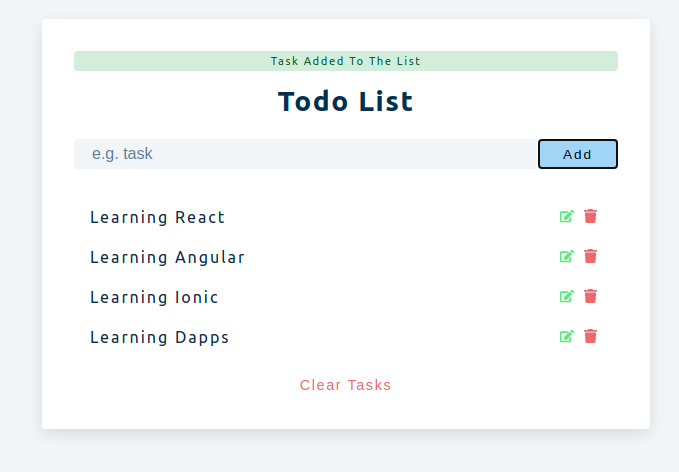 Task Added To The List
Todo List
e.g. task Add
Learning React
Learning Angular
Learning Ionic
Learning Dapps
Clear Tasks